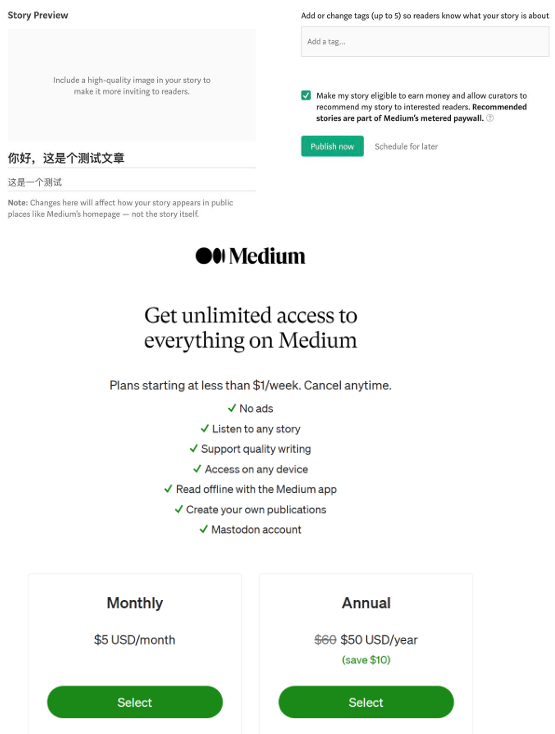 Story Preview
Include a high-quality image in your story to
make it more inviting to readers.
你好，这是个测试文章
这是一个测试
Note: Changes here will affect how your story appears in public
places like Medium's homepage — not the story itself.
Add or change tags (up to 5) so readers know what your story is about
Add a tag...
Make my story eligible to earn money and allow curators to
recommend my story to interested readers. Recommended
stories are part of Medium's metered paywall. ?
Publish now
Schedule for later
Medium
Get unlimited access to
everything on Medium
Plans starting at less than $1/week. Cancel anytime.
✓ No ads
✓ Listen to any story
✓ Support quality writing
✓ Access on any device
✓ Read offline with the Medium app
✓ Create your own publications
✓ Mastodon account
Monthly
$5 USD/month
Select
Annual
$60 $50 USD/year
(save $10)
Select